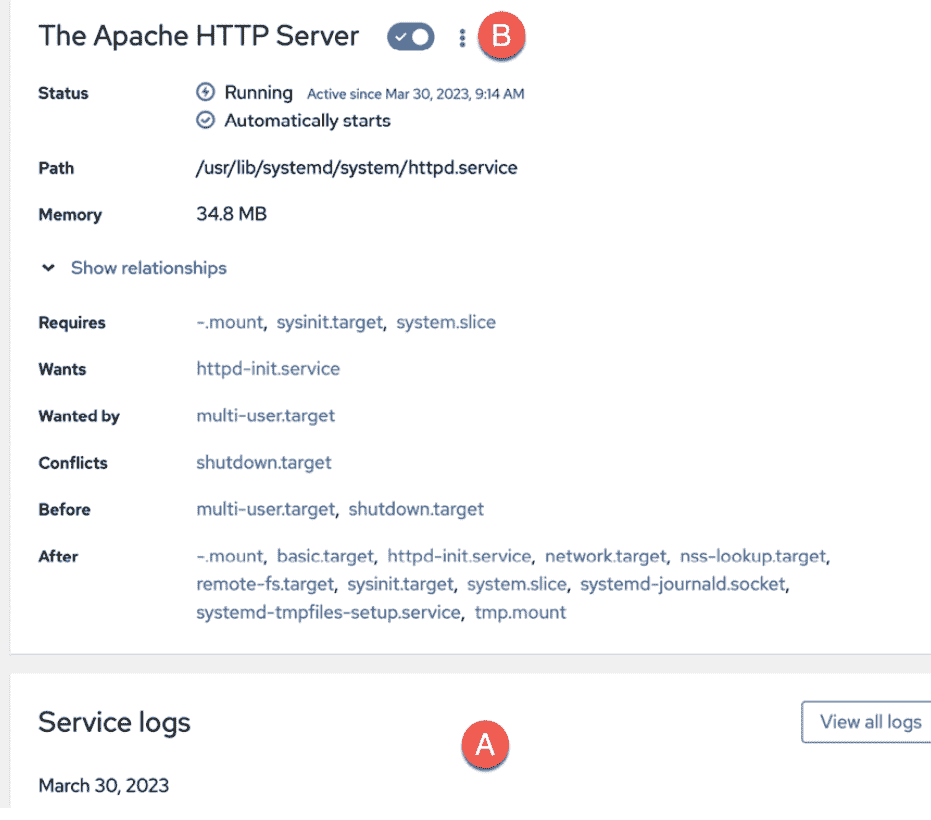 The Apache HTTP Server B
Status Running Active since Mar 30, 2023, 9:14 AM
Automatically starts
Path /usr/lib/systemd/system/httpd.service
Memory 34.8 MB
Show relationships
Requires -.mount, sysinit.target, system.slice
Wants httpd-init.service
Wanted by multi-user.target
Conflicts shutdown.target
Before multi-user.target, shutdown.target
After -.mount, basic.target, httpd-init.service, network.target, nss-lookup.target,
remote-fs.target, sysinit.target, system.slice, systemd-journald.socket,
systemd-tmpfiles-setup.service, tmp.mount
Service logs A View all logs
March 30, 2023